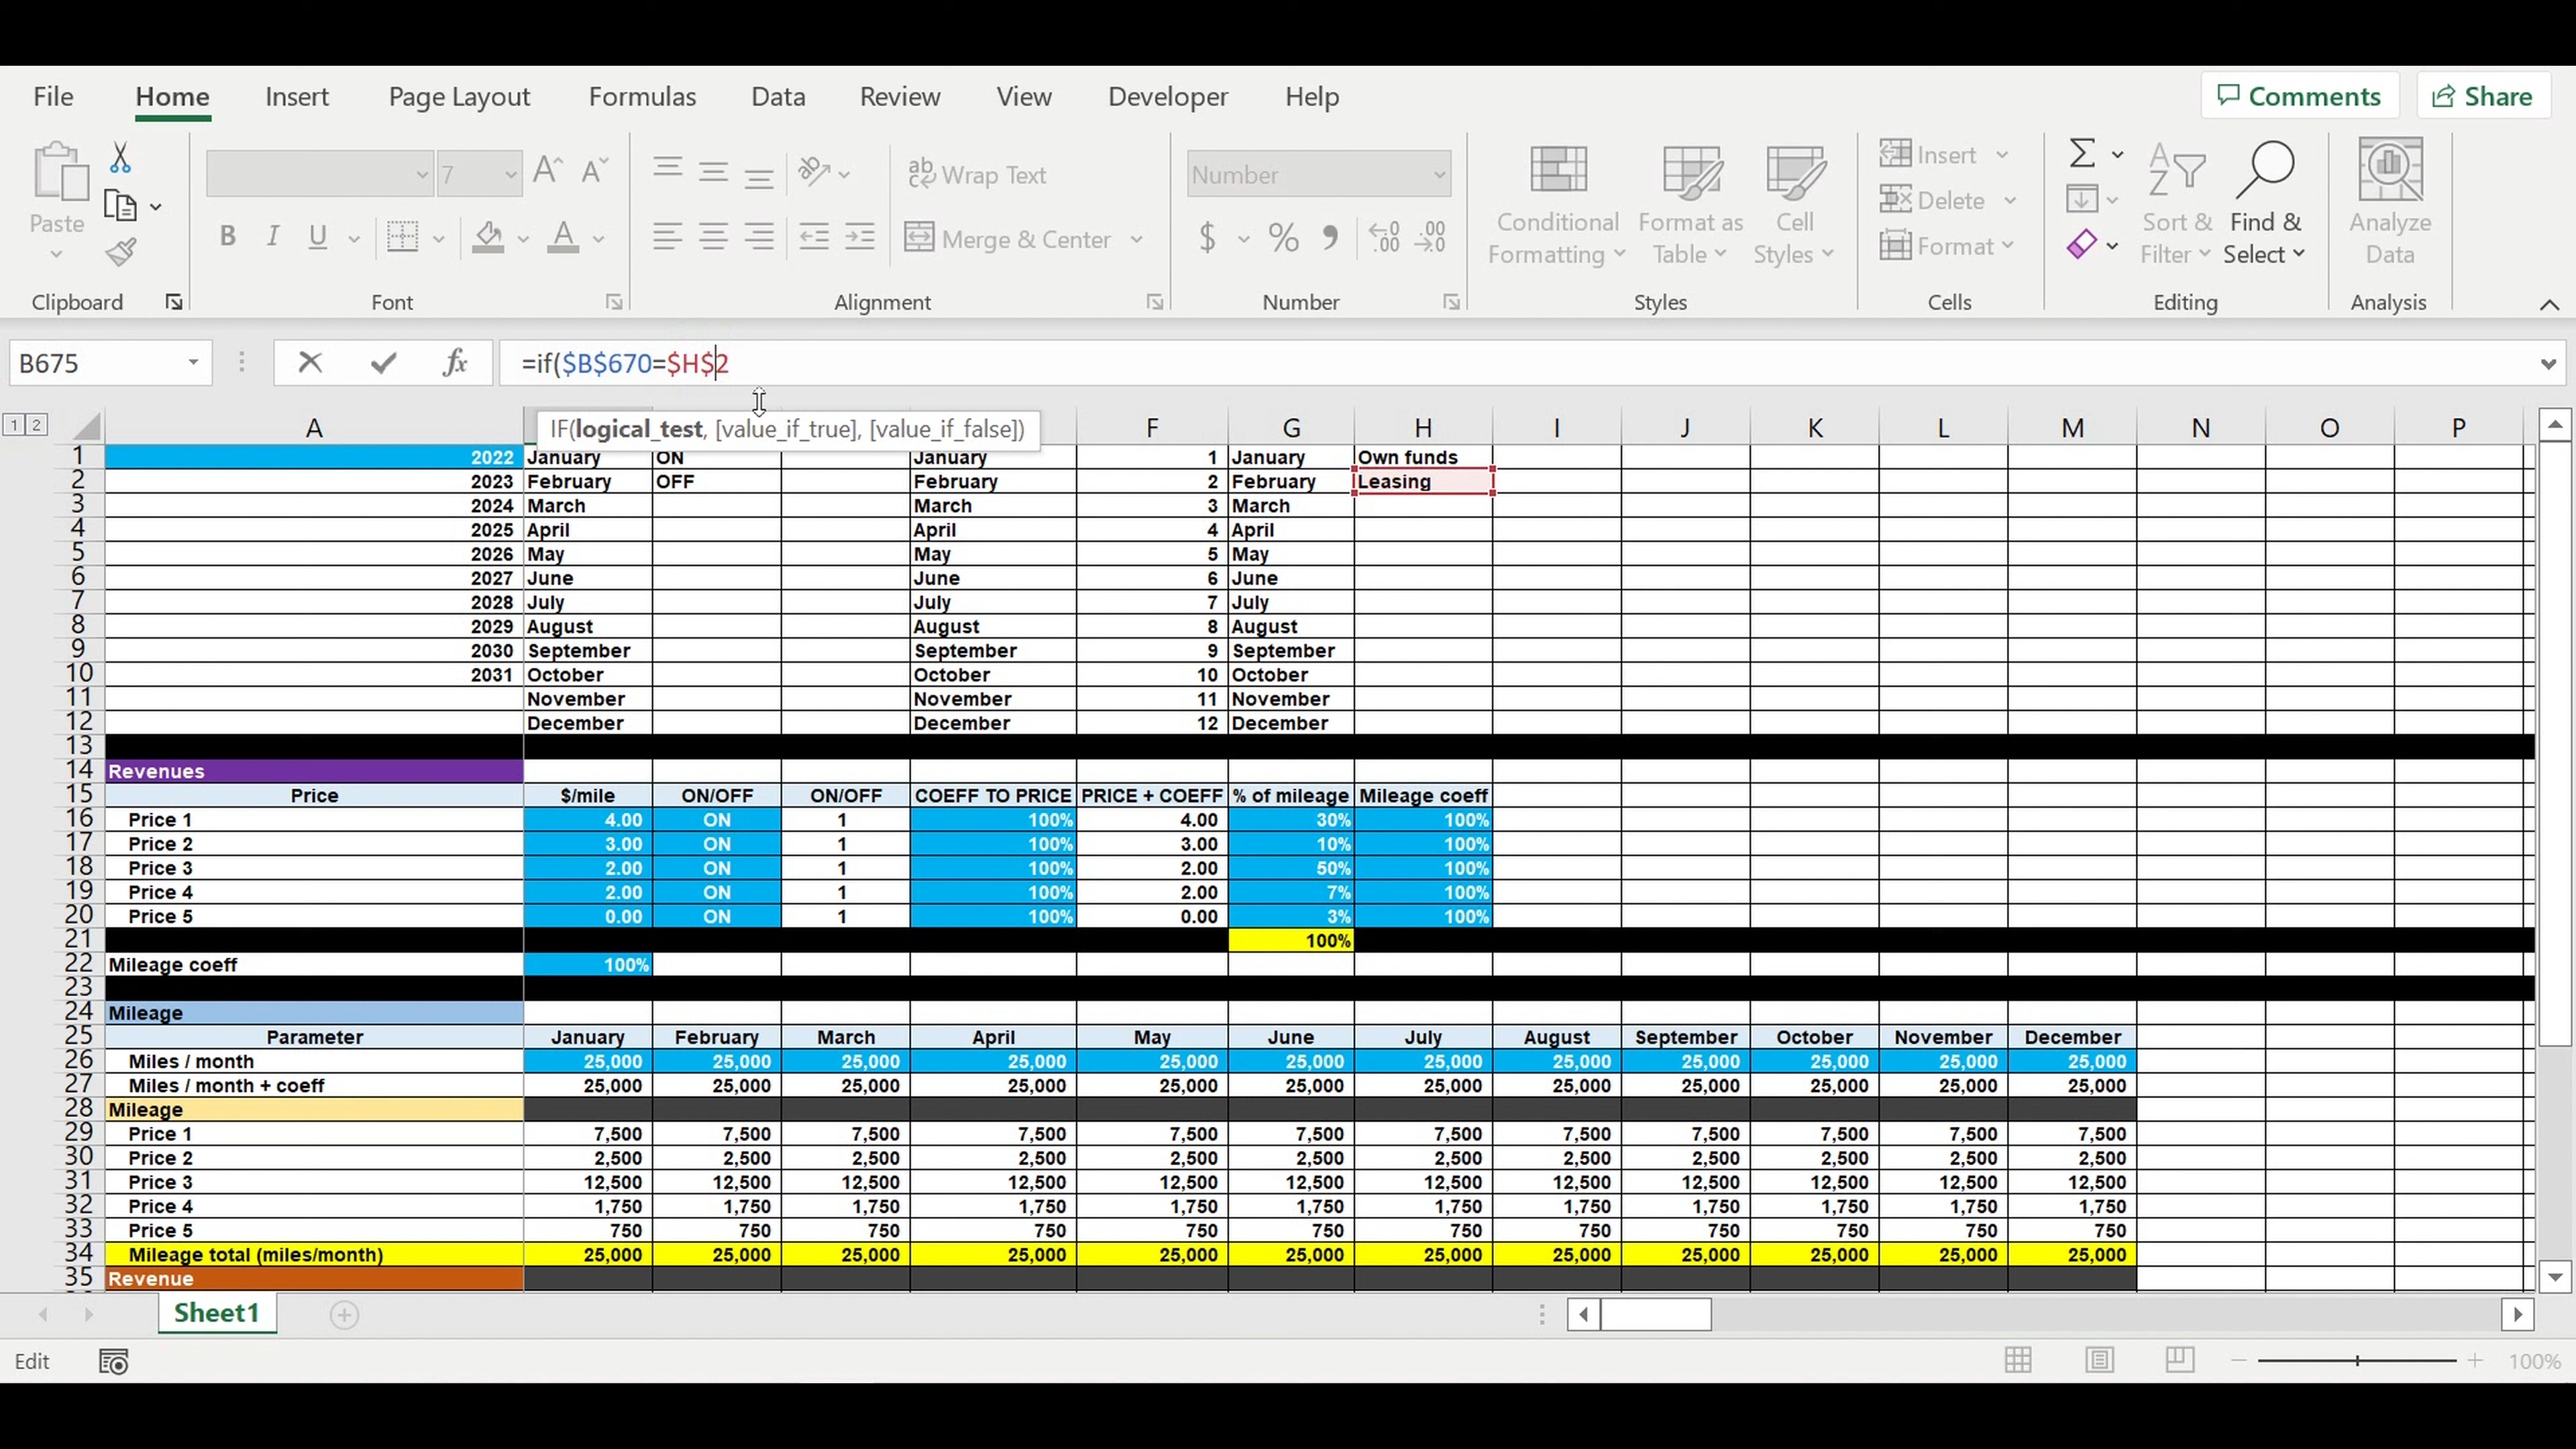 File Home Insert Page Layout Formulas Data Review View Developer Help Comments Share
Paste
Clipboard
7
B I U
Font
Wrap Text
Merge & Center
Alignment
Number
$ % ,
Number
Conditional Formatting
Format as Table
Cell Styles
Styles
Insert
Delete
Format
Cells
Sort & Filter
Find & Select
Editing
Analyze Data
Analysis
B675 fx =if($B$670=$H$2
IF(logical_test, [value_if_true], [value_if_false])
1 2 A F G H I J K L M N O P
1 2022 January ON January 1 January Own funds
2 2023 February OFF February 2 February Leasing
3 2024 March March 3 March
4 2025 April April 4 April
5 2026 May May 5 May
6 2027 June June 6 June
7 2028 July July 7 July
8 2029 August August 8 August
9 2030 September September 9 September
10 2031 October October 10 October
11 November November 11 November
12 December December 12 December
13
14 Revenues
15 Price $/mile ON/OFF ON/OFF COEFF TO PRICE PRICE + COEFF % of mileage Mileage coeff
16 Price 1 4.00 ON 1 100% 4.00 30% 100%
17 Price 2 3.00 ON 1 100% 3.00 10% 100%
18 Price 3 2.00 ON 1 100% 2.00 50% 100%
19 Price 4 2.00 ON 1 100% 2.00 7% 100%
20 Price 5 0.00 ON 1 100% 0.00 3% 100%
21 100%
22 Mileage coeff 100%
23
24 Mileage
25 Parameter January February March April May June July August September October November December
26 Miles / month 25,000 25,000 25,000 25,000 25,000 25,000 25,000 25,000 25,000 25,000 25,000 25,000
27 Miles / month + coeff 25,000 25,000 25,000 25,000 25,000 25,000 25,000 25,000 25,000 25,000 25,000 25,000
28 Mileage
29 Price 1 7,500 7,500 7,500 7,500 7,500 7,500 7,500 7,500 7,500 7,500 7,500 7,500
30 Price 2 2,500 2,500 2,500 2,500 2,500 2,500 2,500 2,500 2,500 2,500 2,500 2,500
31 Price 3 12,500 12,500 12,500 12,500 12,500 12,500 12,500 12,500 12,500 12,500 12,500 12,500
32 Price 4 1,750 1,750 1,750 1,750 1,750 1,750 1,750 1,750 1,750 1,750 1,750 1,750
33 Price 5 750 750 750 750 750 750 750 750 750 750 750 750
34 Mileage total (miles/month) 25,000 25,000 25,000 25,000 25,000 25,000 25,000 25,000 25,000 25,000 25,000 25,000
35 Revenue
Sheet1
Edit 100%